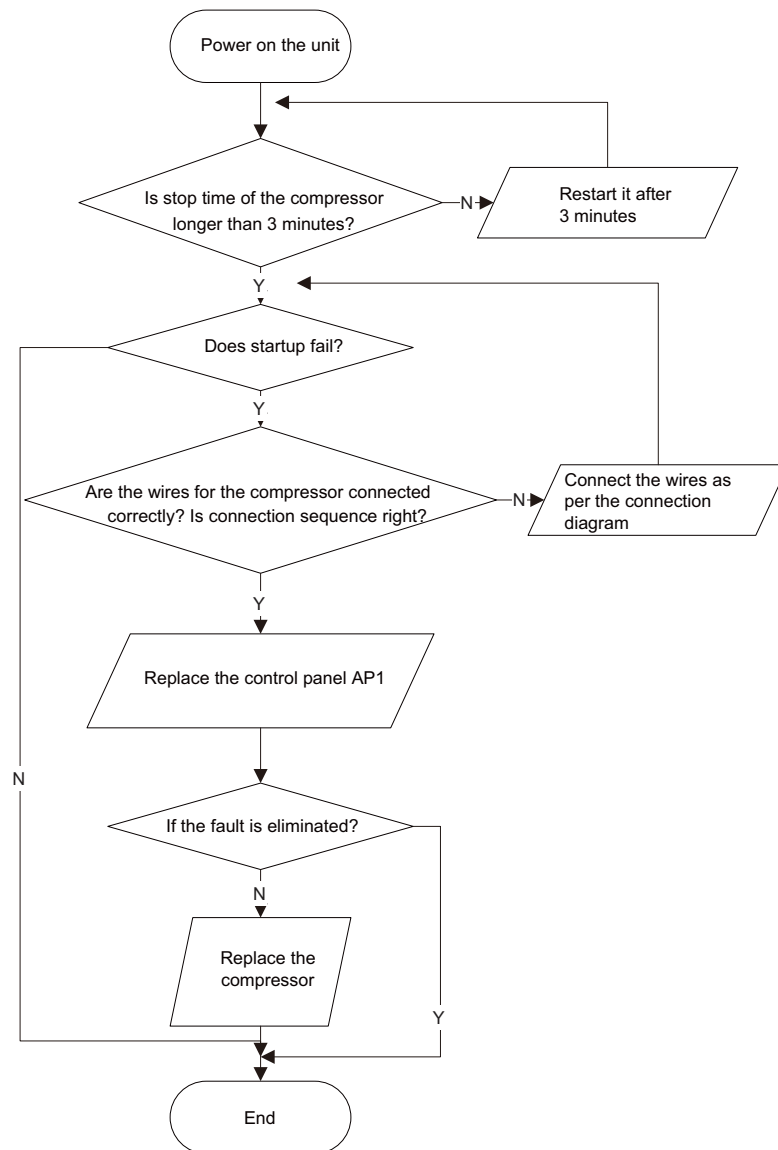 Power on the unit
Is stop time of the compressor
longer than 3 minutes?
N
Restart it after
3 minutes
Y
Does startup fail?
Y
Are the wires for the compressor connected
correctly? Is connection sequence right?
N
Connect the wires as
per the connection
diagram
Y
Replace the control panel AP1
N
If the fault is eliminated?
N
Replace the
compressor
Y
End